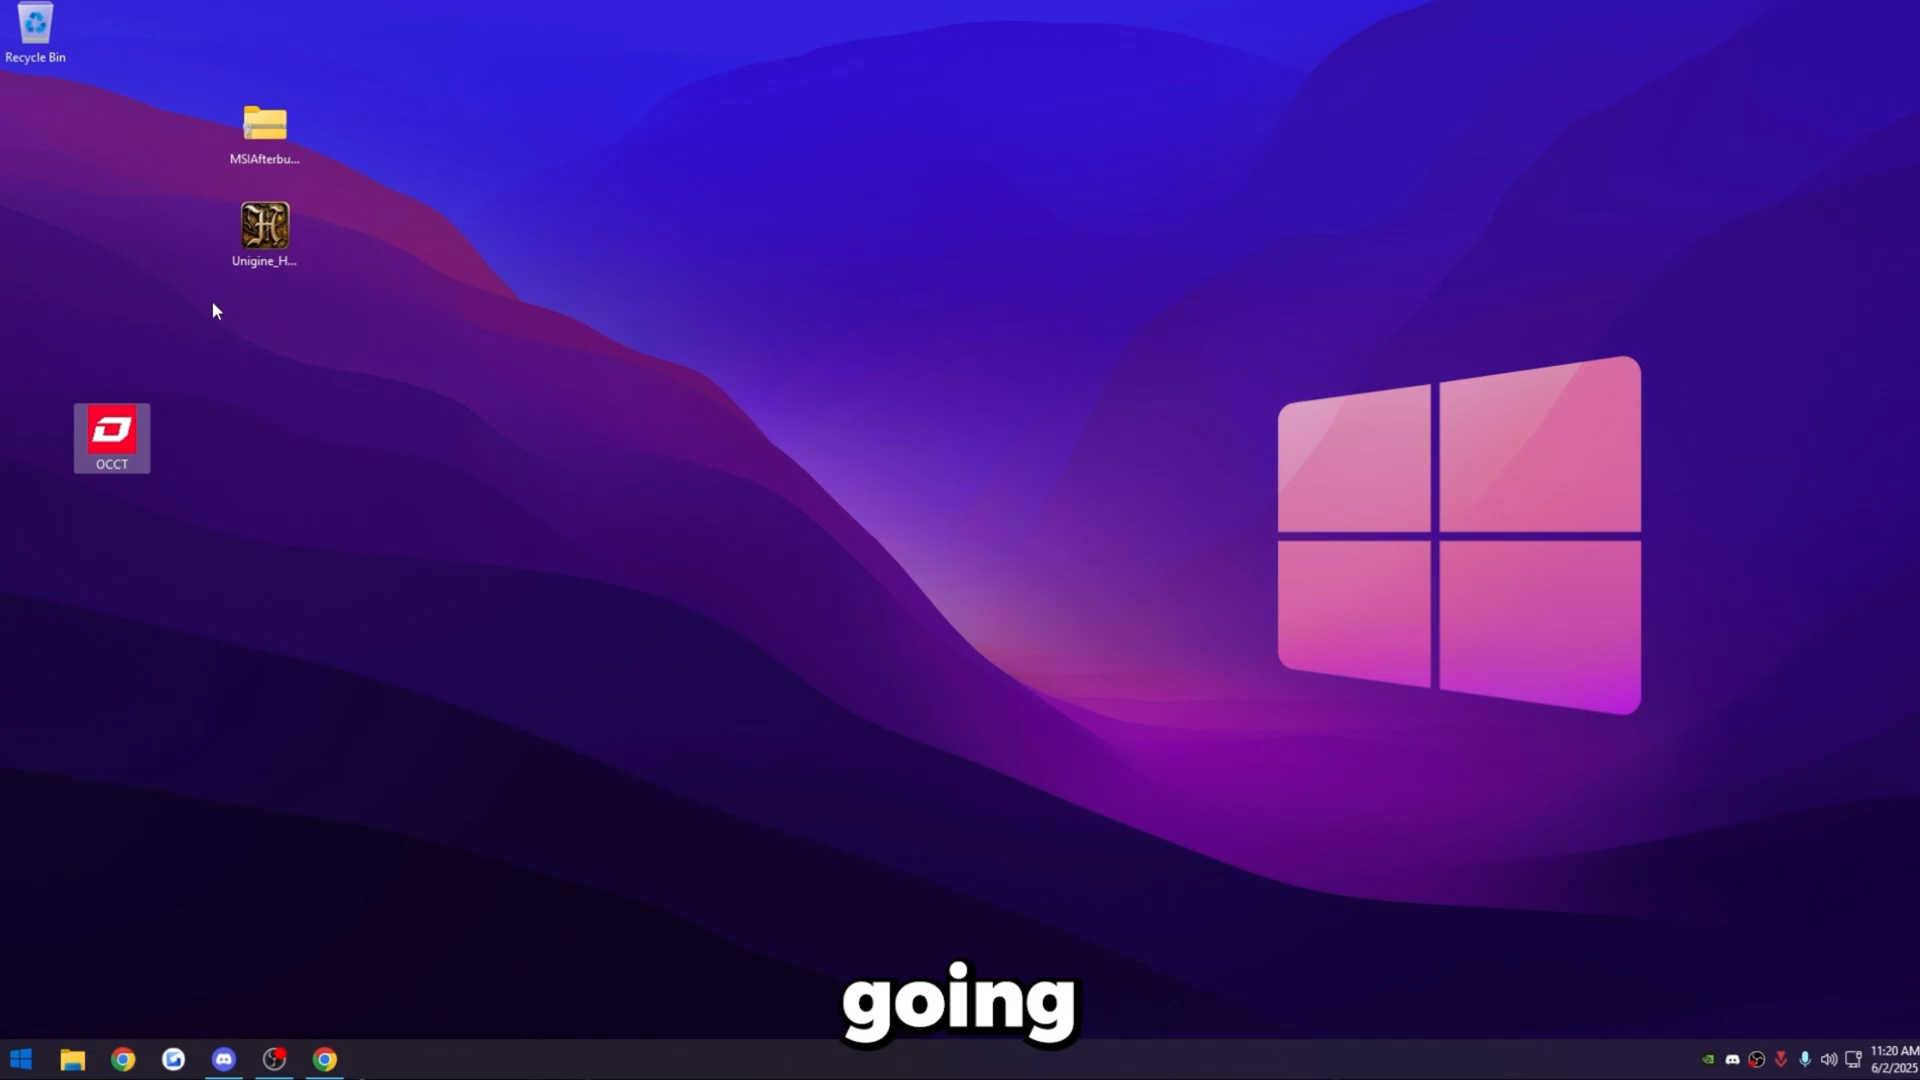 Recycle Bin
MSIAfterbu...
Unigine_H...
OCCT
going
11:20 AM
6/2/2025